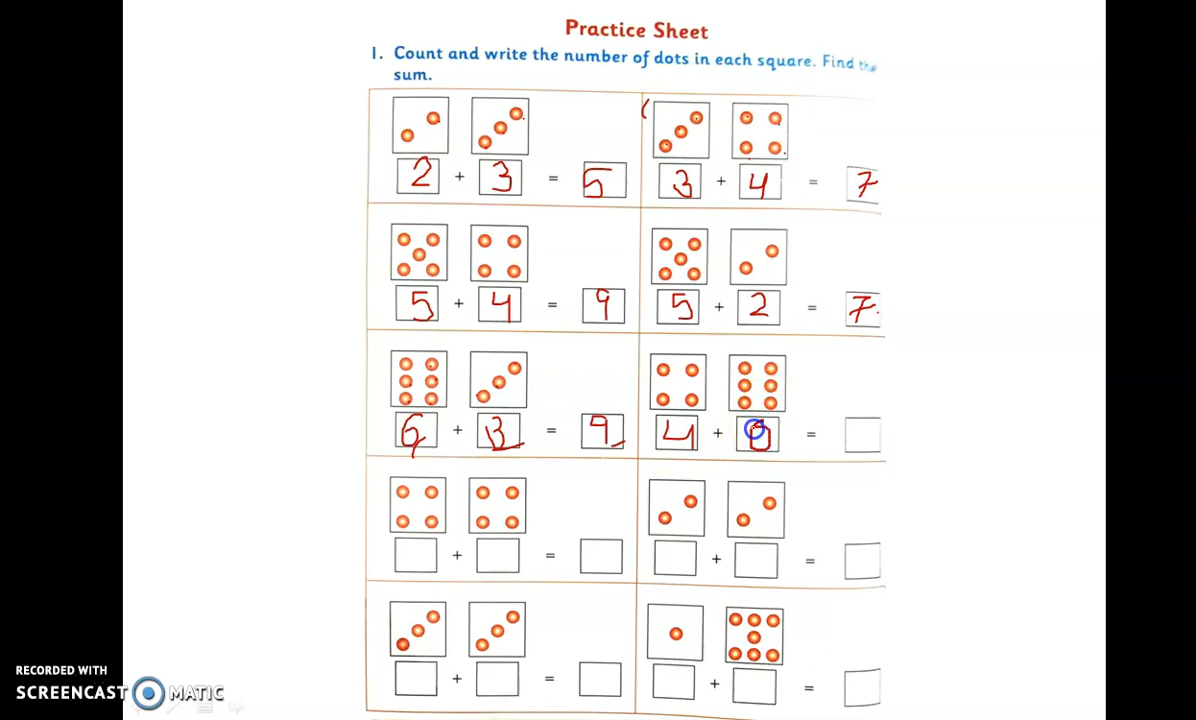 Practice Sheet
1. Count and write the number of dots in each square. Find the
sum.
2 + 3 = 5
3 + 4 = 7
5 + 4 = 9
5 + 2 = 7
6 + 3 = 9
4 + =
+ =
+ =
+ =
+ =
RECORDED WITH
SCREENCAST MATIC